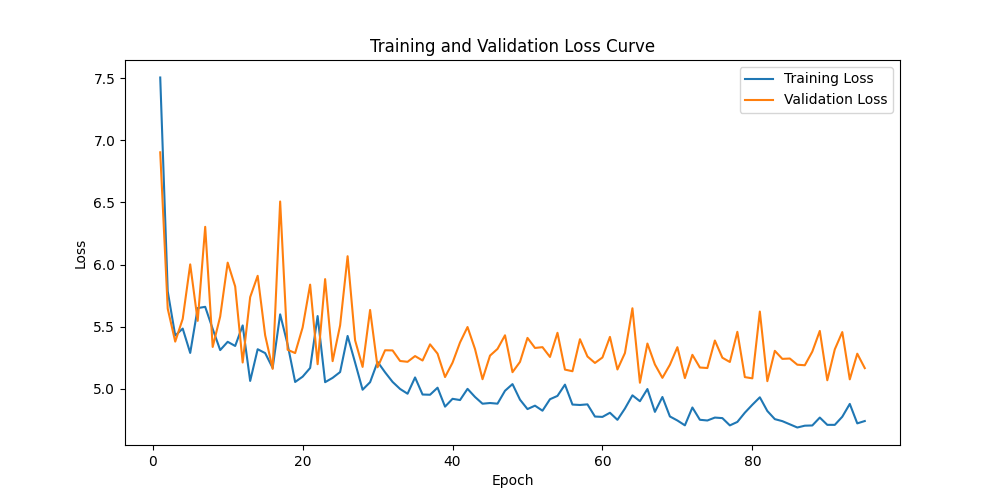 Training and Validation Loss Curve
Training Loss
Validation Loss
7.5
7.0
6.5
6.0
5.5
5.0
Loss
0 20 40 60 80
Epoch